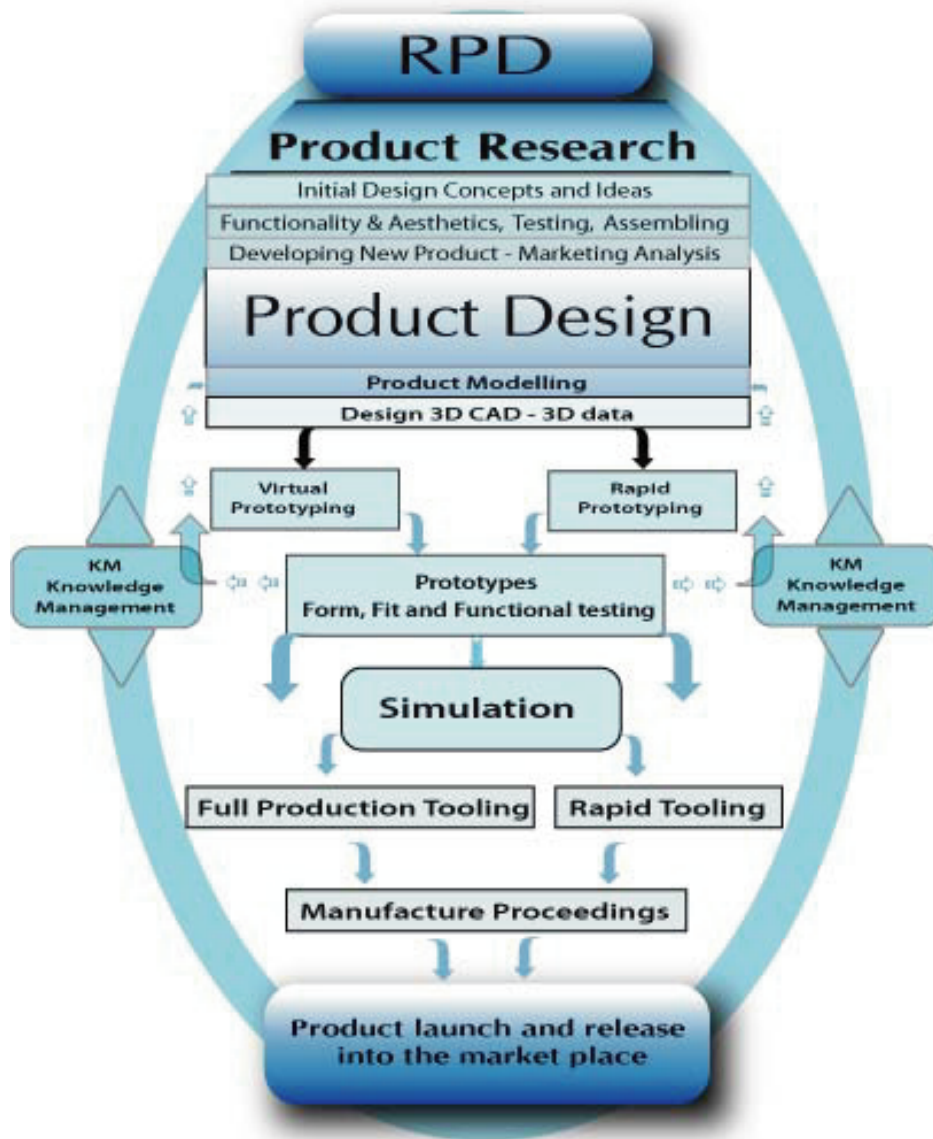 RPD
Product Research
Initial Design Concepts and Ideas
Functionality & Aesthetics, Testing, Assembling
Developing New Product - Marketing Analysis
Product Design
Product Modelling
Design 3D CAD - 3D data
Virtual
Prototyping
Rapid
Prototyping
KM
Knowledge
Management
Prototypes
Form, Fit and Functional testing
KM
Knowledge
Management
Simulation
Full Production Tooling
Rapid Tooling
Manufacture Proceedings
Product launch and release
into the market place